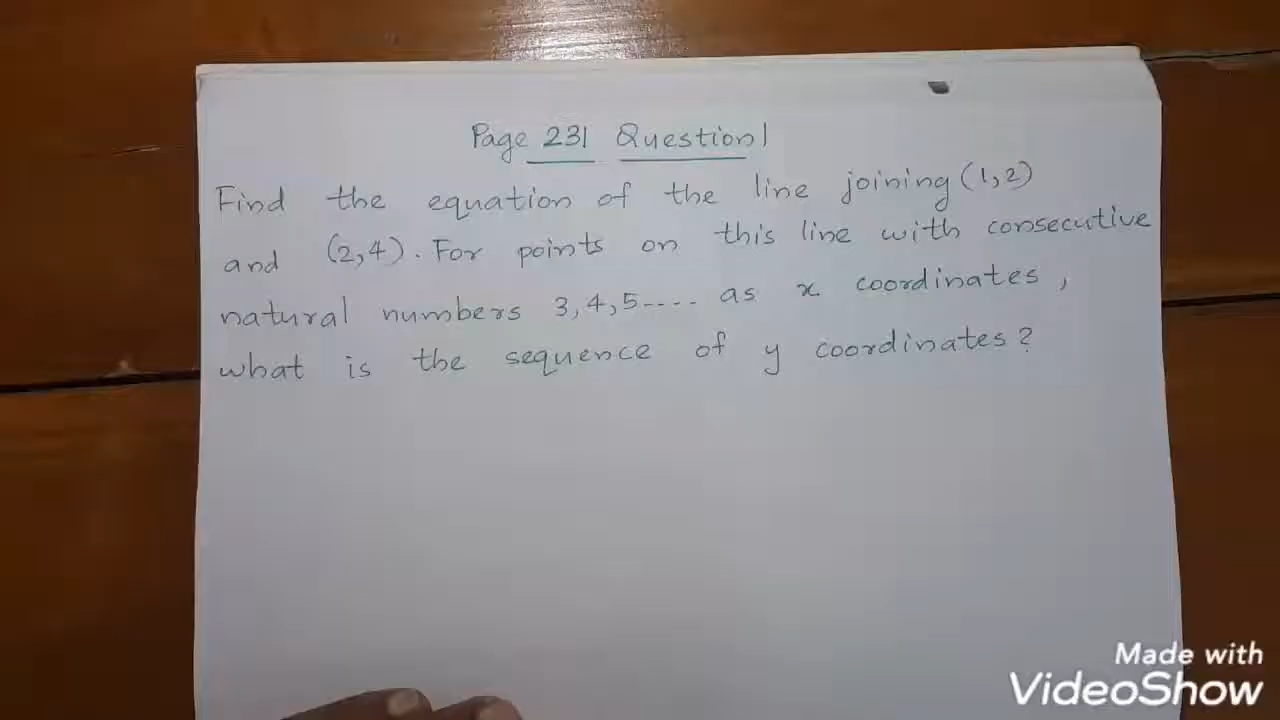 Page 231 Question 1
Find the equation of the line joining (1,2)
and (2,4). For points on this line with consecutive
natural numbers 3,4,5---- as x coordinates,
what is the sequence of y coordinates?
Made with
VideoShow